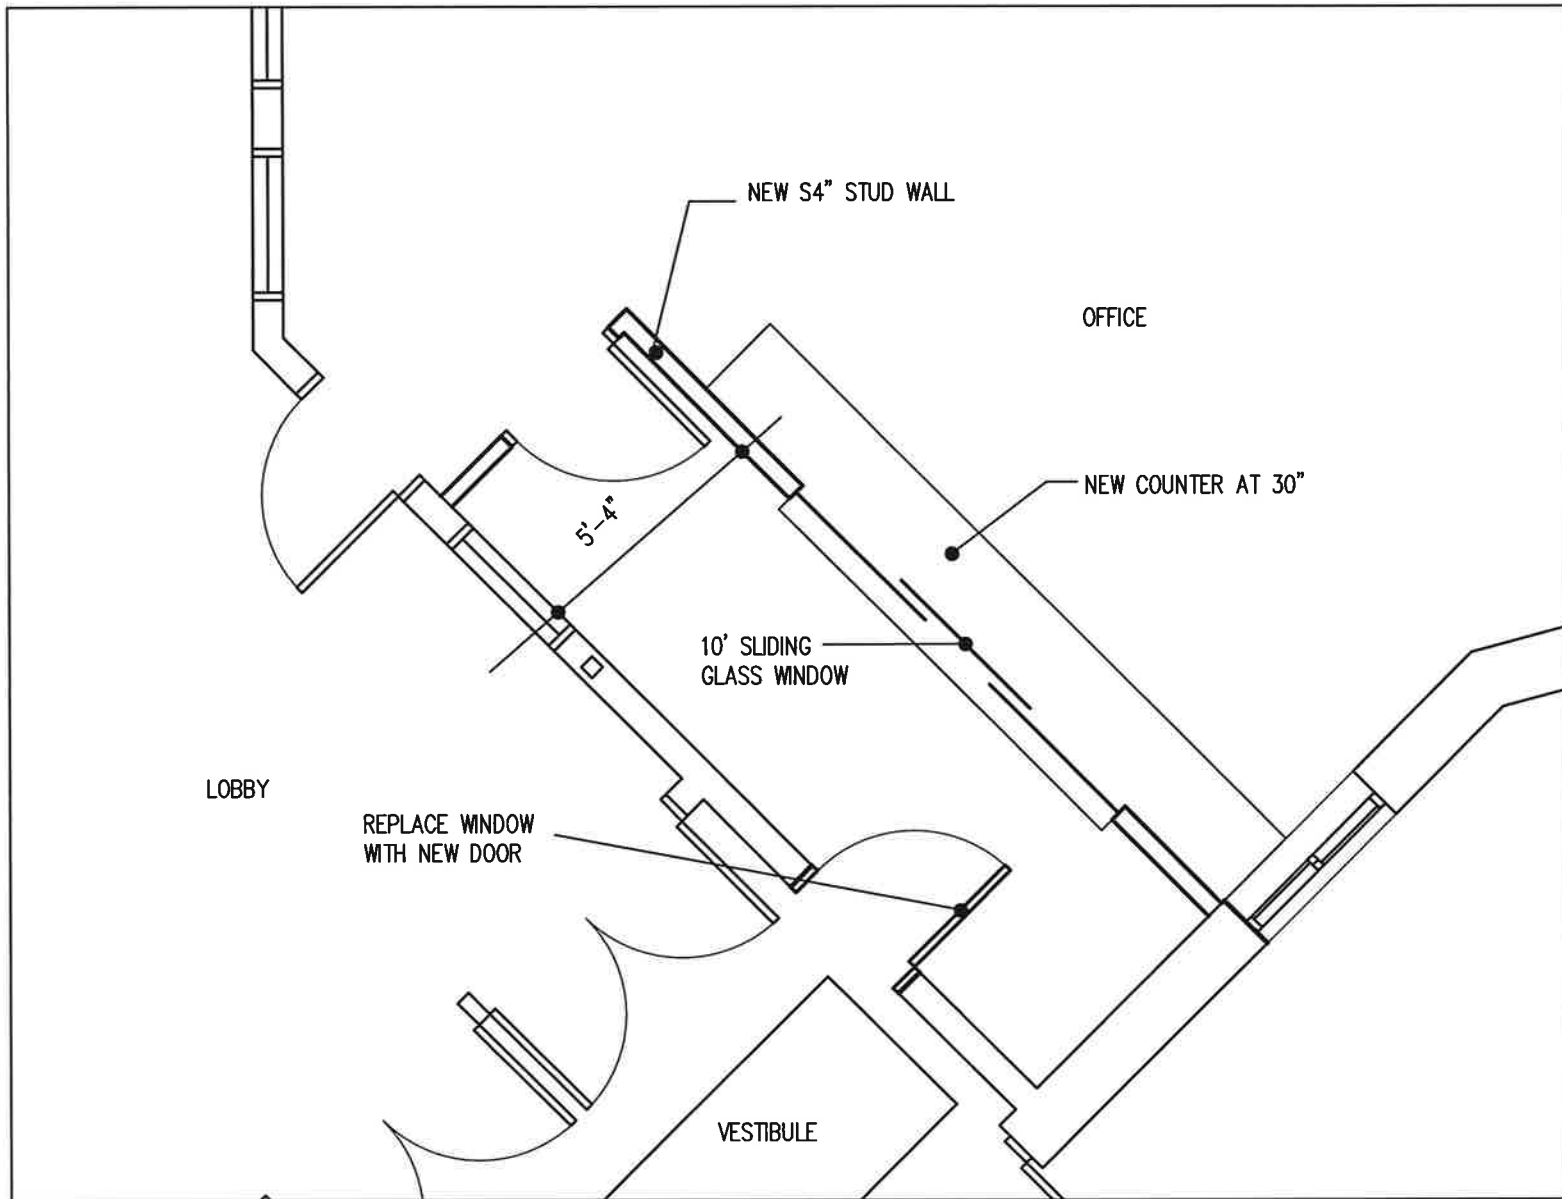 NEW S4" STUD WALL
OFFICE
NEW COUNTER AT 30"
5'-4"
10' SLIDING
GLASS WINDOW
LOBBY
REPLACE WINDOW
WITH NEW DOOR
VESTIBULE